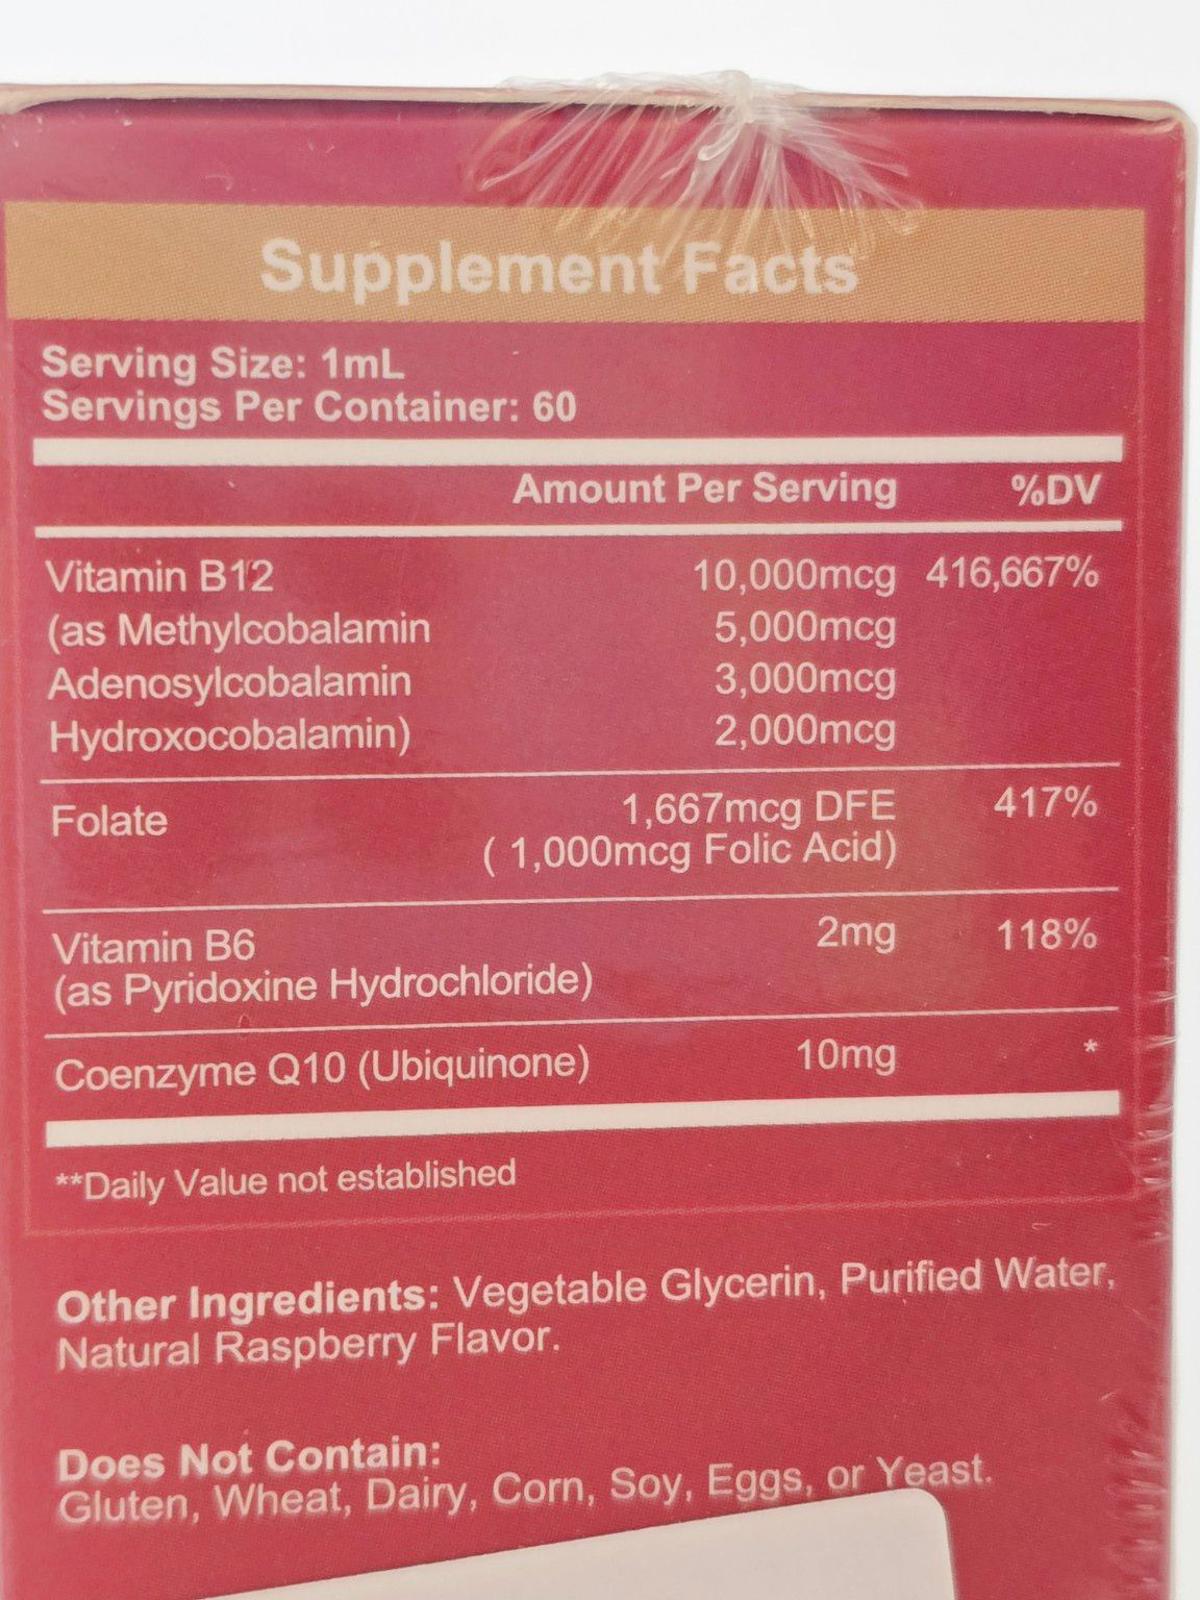 Supplement Facts
Serving Size: 1mL
Servings Per Container: 60
Amount Per Serving %DV
Vitamin B12 10,000mcg 416,667%
(as Methylcobalamin 5,000mcg
Adenosylcobalamin 3,000mcg
Hydroxocobalamin) 2,000mcg
Folate 1,667mcg DFE 417%
( 1,000mcg Folic Acid)
Vitamin B6 2mg 118%
(as Pyridoxine Hydrochloride)
Coenzyme Q10 (Ubiquinone) 10mg *
**Daily Value not established
Other Ingredients: Vegetable Glycerin, Purified Water,
Natural Raspberry Flavor.
Does Not Contain:
Gluten, Wheat, Dairy, Corn, Soy, Eggs, or Yeast.